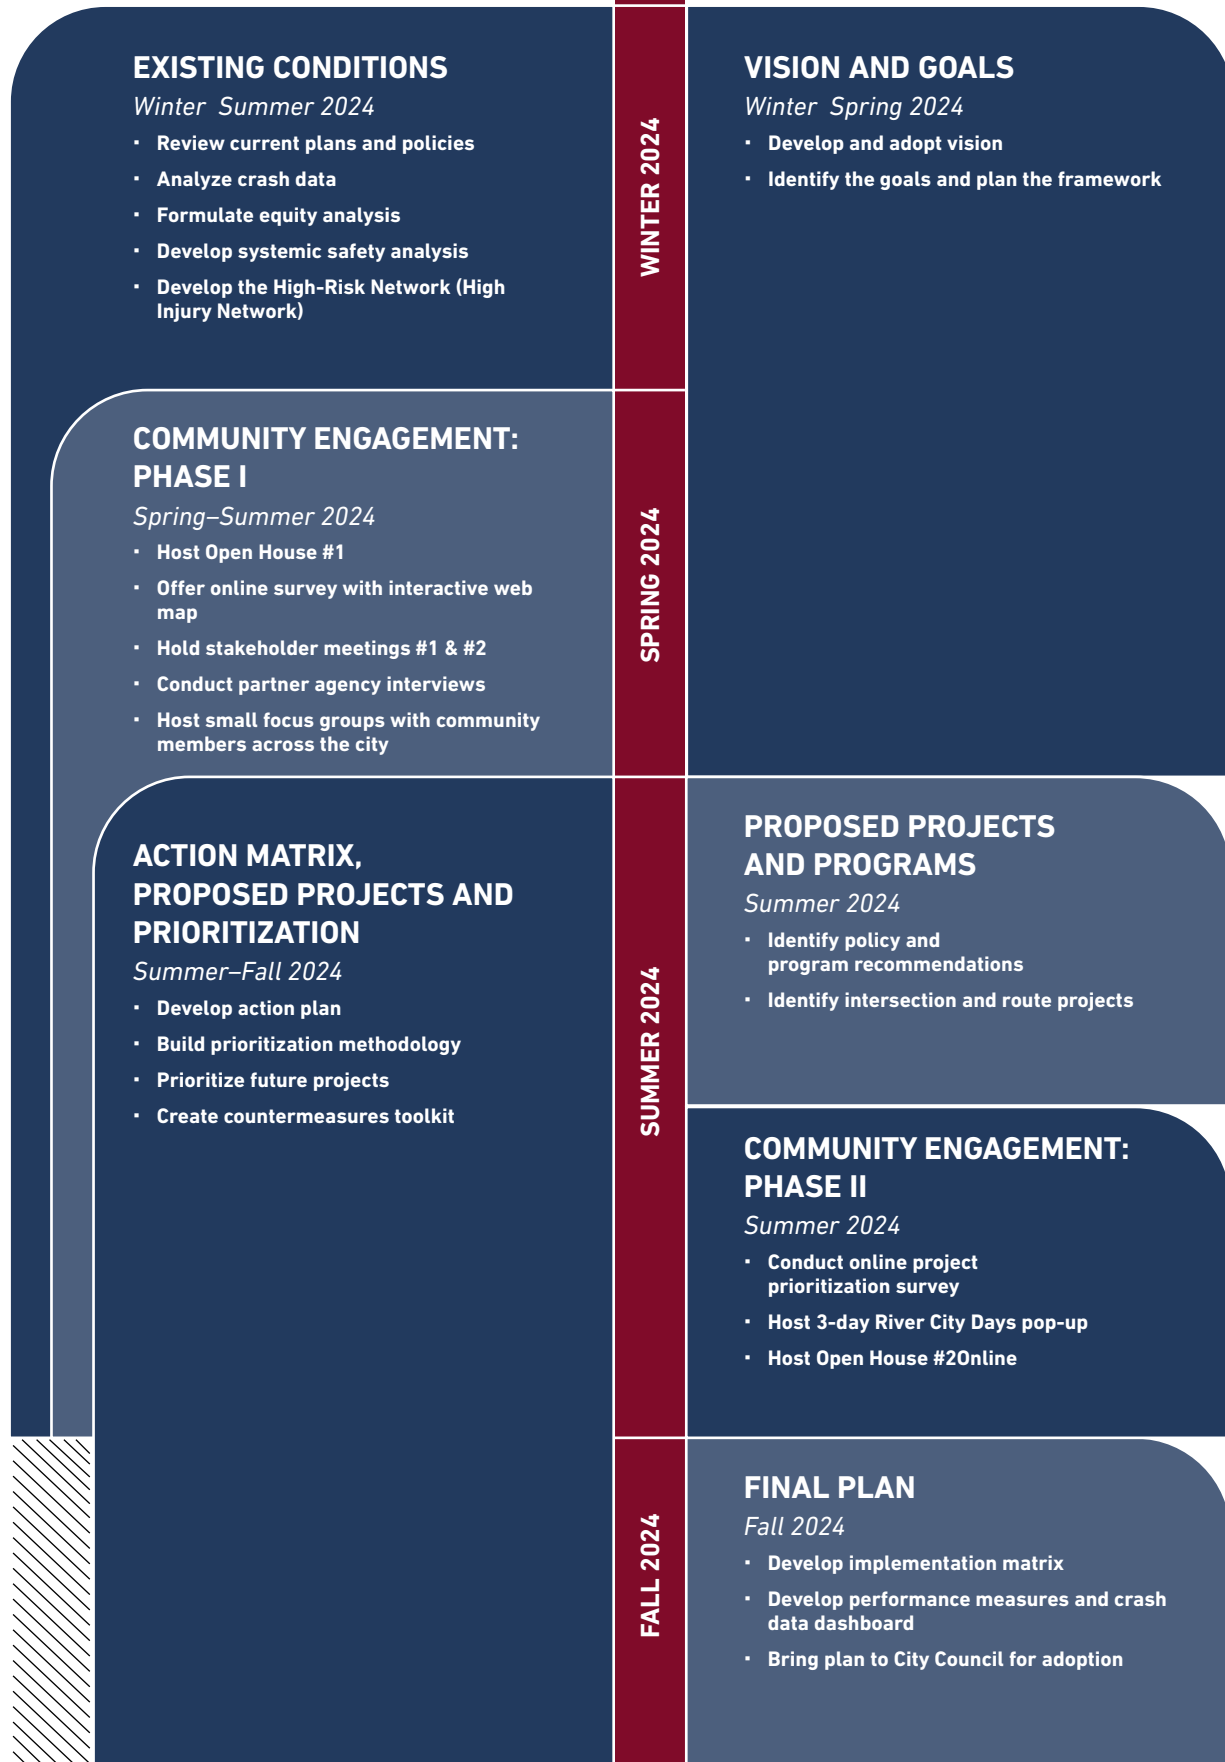 EXISTING CONDITIONS
Winter  Summer 2024
· Review current plans and policies
· Analyze crash data
· Formulate equity analysis
· Develop systemic safety analysis
· Develop the High-Risk Network (High
Injury Network)
COMMUNITY ENGAGEMENT:
PHASE I
Spring–Summer 2024
· Host Open House #1
· Offer online survey with interactive web
map
· Hold stakeholder meetings #1 & #2
· Conduct partner agency interviews
· Host small focus groups with community
members across the city
ACTION MATRIX,
PROPOSED PROJECTS AND
PRIORITIZATION
Summer–Fall 2024
· Develop action plan
· Build prioritization methodology
· Prioritize future projects
· Create countermeasures toolkit
WINTER 2024
SPRING 2024
SUMMER 2024
FALL 2024
VISION AND GOALS
Winter  Spring 2024
· Develop and adopt vision
· Identify the goals and plan the framework
PROPOSED PROJECTS
AND PROGRAMS
Summer 2024
· Identify policy and
program recommendations
· Identify intersection and route projects
COMMUNITY ENGAGEMENT:
PHASE II
Summer 2024
· Conduct online project
prioritization survey
· Host 3-day River City Days pop-up
· Host Open House #2Online
FINAL PLAN
Fall 2024
· Develop implementation matrix
· Develop performance measures and crash
data dashboard
· Bring plan to City Council for adoption